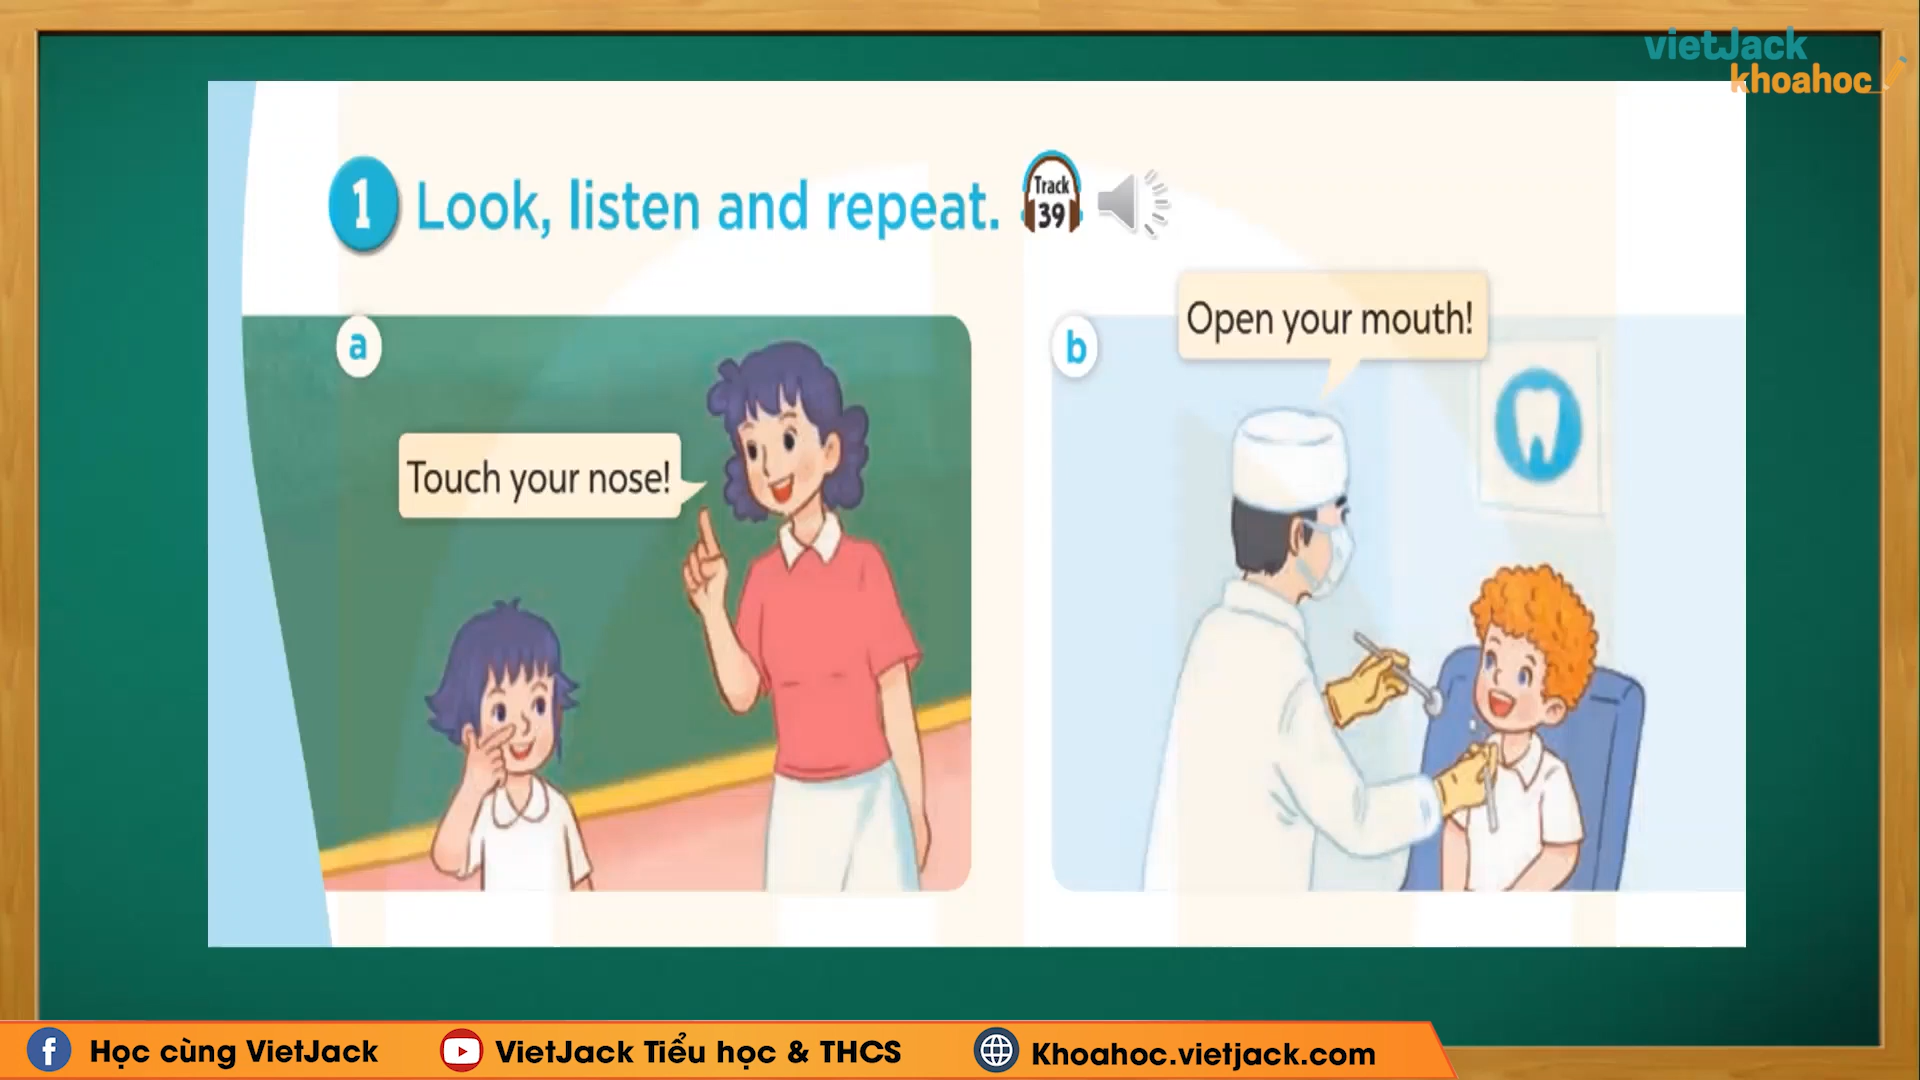 vietJack
khoahoc
1 Look, listen and repeat. Track 39
a
Touch your nose!
b
Open your mouth!
Học cùng VietJack
VietJack Tiểu học & THCS
Khoahoc.vietjack.com